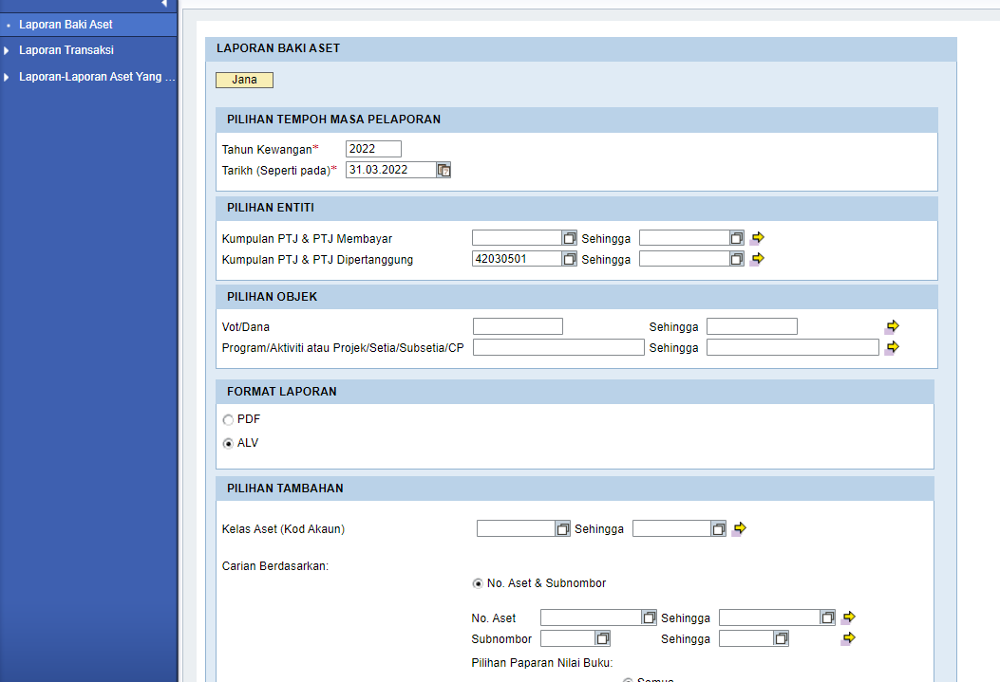 Laporan Baki Aset
Laporan Transaksi
Laporan-Laporan Aset Yang ...
LAPORAN BAKI ASET
Jana
PILIHAN TEMPOH MASA PELAPORAN
Tahun Kewangan* 2022
Tarikh (Seperti pada)* 31.03.2022
PILIHAN ENTITI
Kumpulan PTJ & PTJ Membayar Sehingga
Kumpulan PTJ & PTJ Dipertanggung 42030501 Sehingga
PILIHAN OBJEK
Vot/Dana Sehingga
Program/Aktiviti atau Projek/Setia/Subsetia/CP Sehingga
FORMAT LAPORAN
PDF
ALV
PILIHAN TAMBAHAN
Kelas Aset (Kod Akaun) Sehingga
Carian Berdasarkan:
No. Aset & Subnombor
No. Aset Sehingga
Subnombor Sehingga
Pilihan Paparan Nilai Buku:
Semua